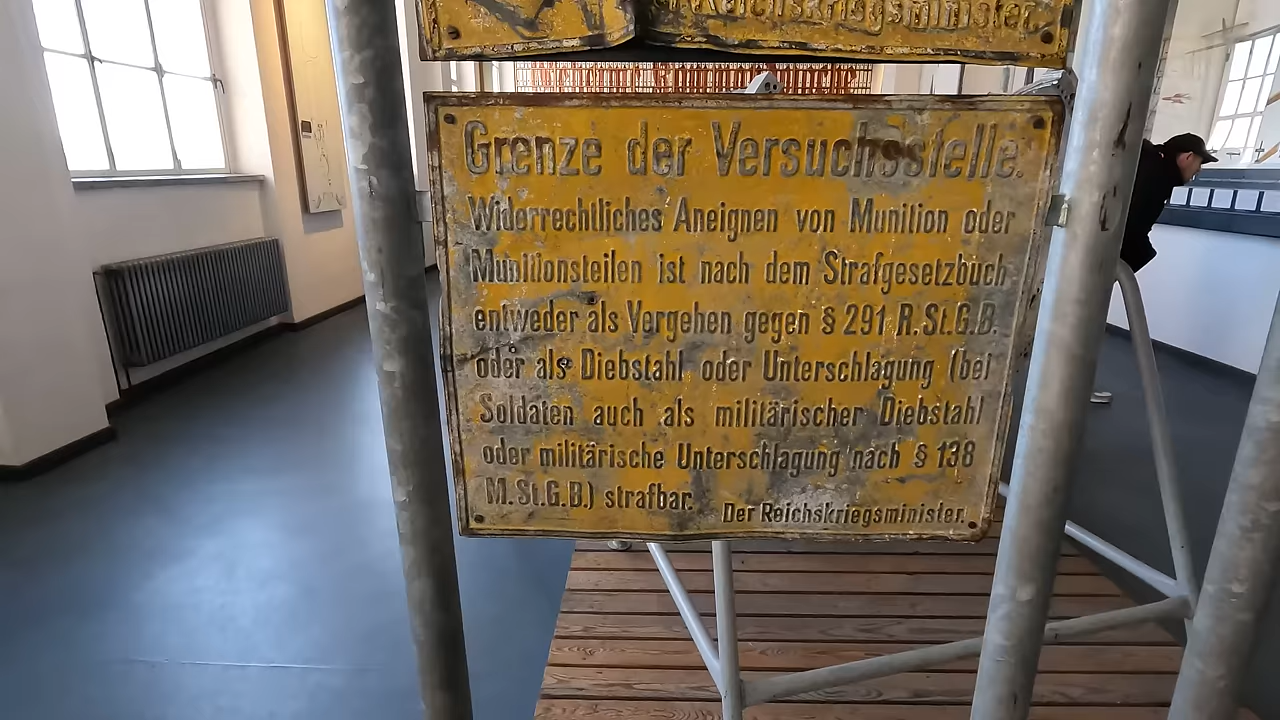 Reichskriegsminister.
Grenze der Versuchsstelle.
Widerrechtliches Aneignen von Munition oder
Munitionsteilen ist nach dem Strafgesetzbuch
entweder als Vergehen gegen § 291 R.St.G.B.
oder als Diebstahl oder Unterschlagung (bei
Soldaten auch als militärischer Diebstahl
oder militärische Unterschlagung nach § 138
M.St.G.B.) strafbar.
Der Reichskriegsminister.